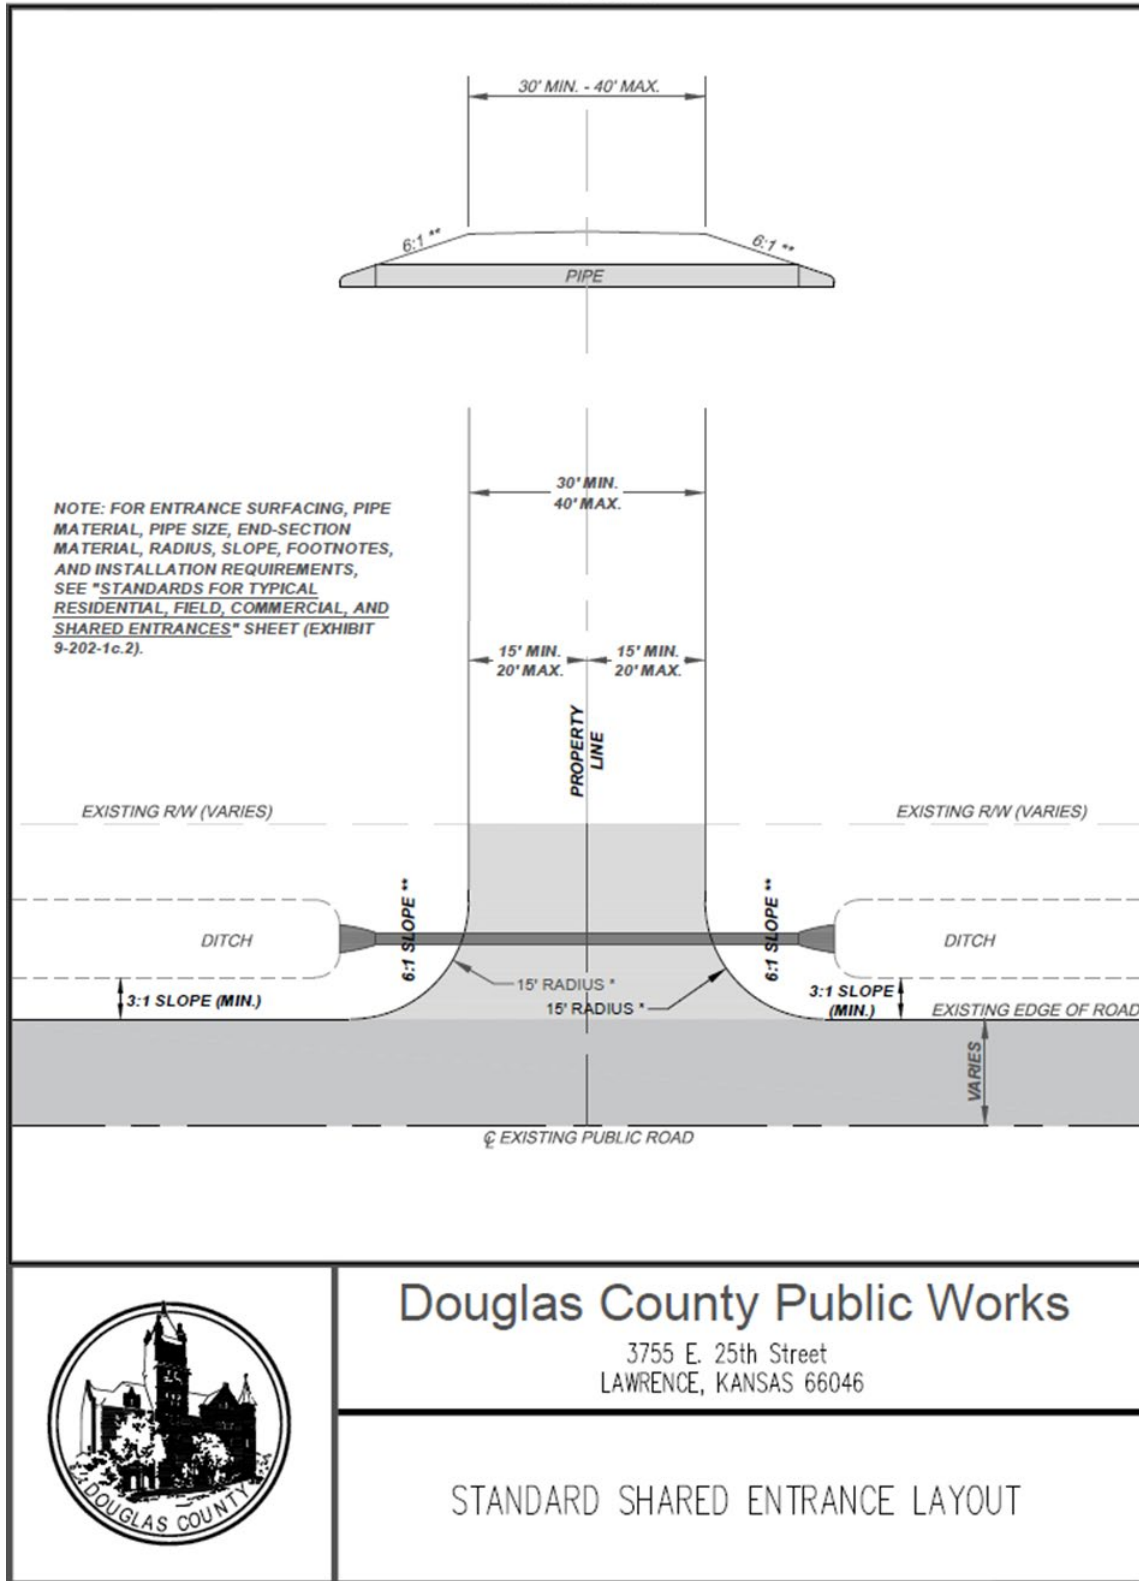 30' MIN. - 40' MAX.
6:1 **
6:1 **
PIPE
30' MIN.
40' MAX.
NOTE: FOR ENTRANCE SURFACING, PIPE
MATERIAL, PIPE SIZE, END-SECTION
MATERIAL, RADIUS, SLOPE, FOOTNOTES,
AND INSTALLATION REQUIREMENTS,
SEE "STANDARDS FOR TYPICAL
RESIDENTIAL, FIELD, COMMERCIAL, AND
SHARED ENTRANCES" SHEET (EXHIBIT
9-202-1c.2).
15' MIN.
20' MAX.
15' MIN.
20' MAX.
PROPERTY
LINE
EXISTING R/W (VARIES)
EXISTING R/W (VARIES)
6:1 SLOPE **
6:1 SLOPE **
DITCH
DITCH
15' RADIUS *
15' RADIUS *
3:1 SLOPE (MIN.)
3:1 SLOPE
(MIN.)
EXISTING EDGE OF ROAD
VARIES
℄ EXISTING PUBLIC ROAD
DOUGLAS COUNTY
Douglas County Public Works
3755 E. 25th Street
LAWRENCE, KANSAS 66046
STANDARD SHARED ENTRANCE LAYOUT